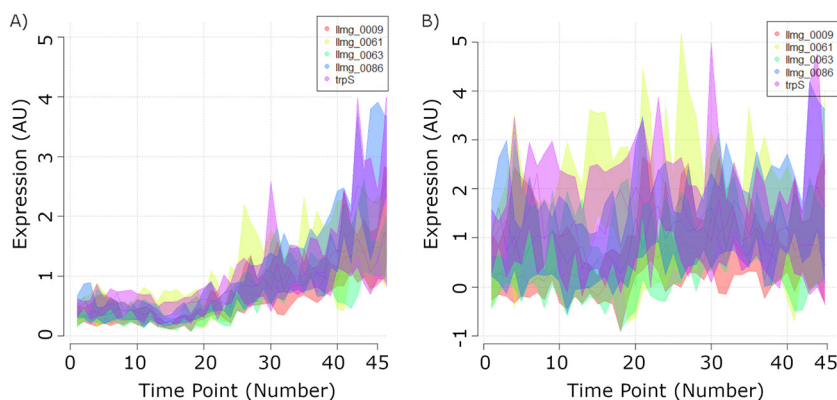 A)
llmg_0009
llmg_0061
llmg_0063
llmg_0086
trpS
Expression (AU)
5
4
3
2
1
0
0 10 20 30 40 45
Time Point (Number)
B)
llmg_0009
llmg_0061
llmg_0063
llmg_0086
trpS
Expression (AU)
5
4
3
2
1
0
-1
0 10 20 30 40 45
Time Point (Number)